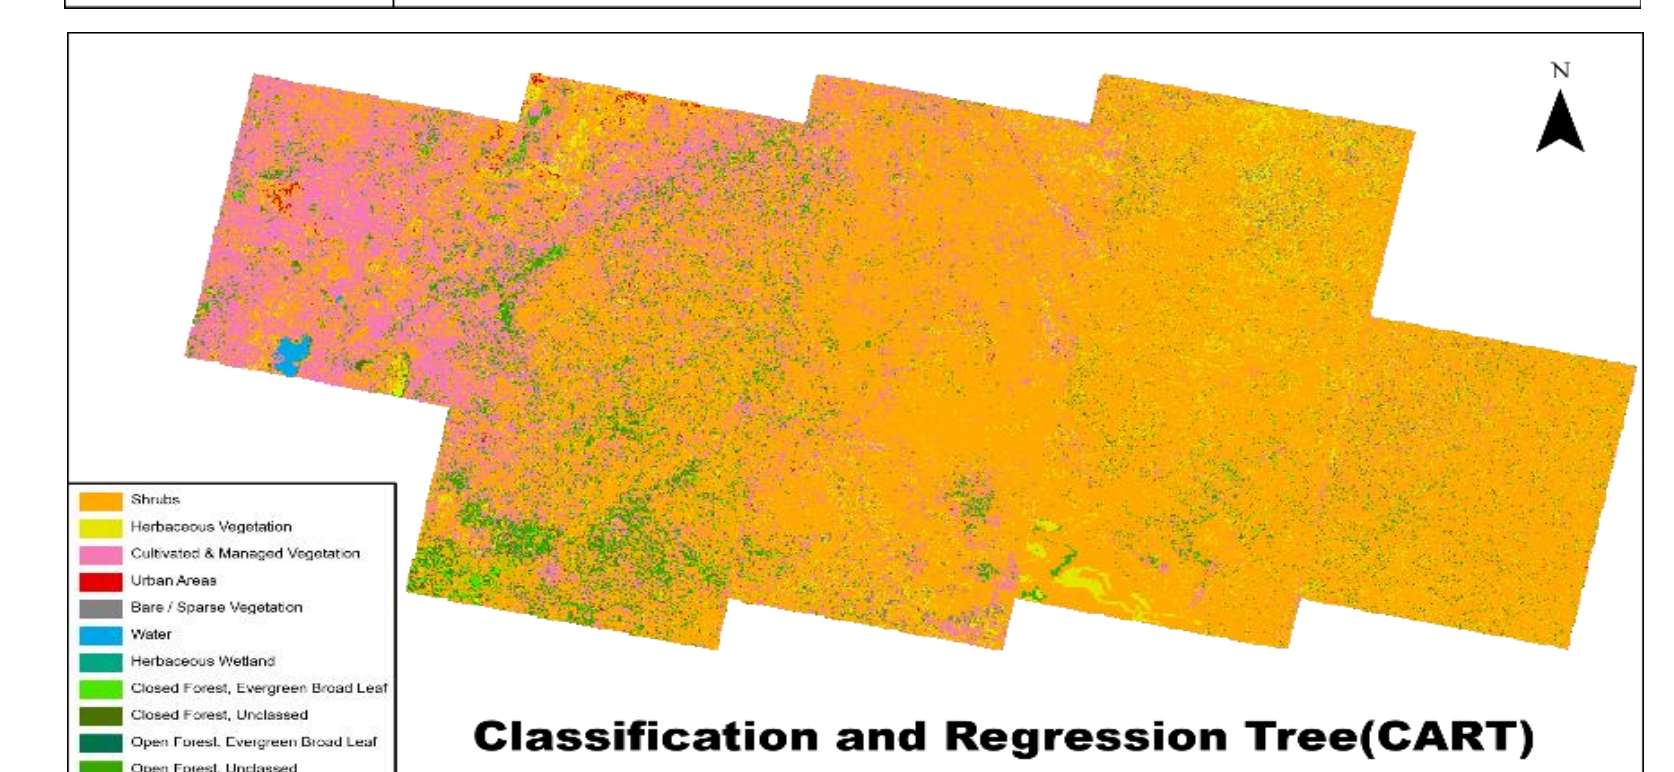 N
Shrubs
Herbaceous Vegetation
Cultivated & Managed Vegetation
Urban Areas
Bare / Sparse Vegetation
Water
Herbaceous Wetland
Closed Forest, Evergreen Broad Leaf
Closed Forest, Unclassed
Open Forest, Evergreen Broad Leaf
Open Forest, Unclassed
Classification and Regression Tree(CART)